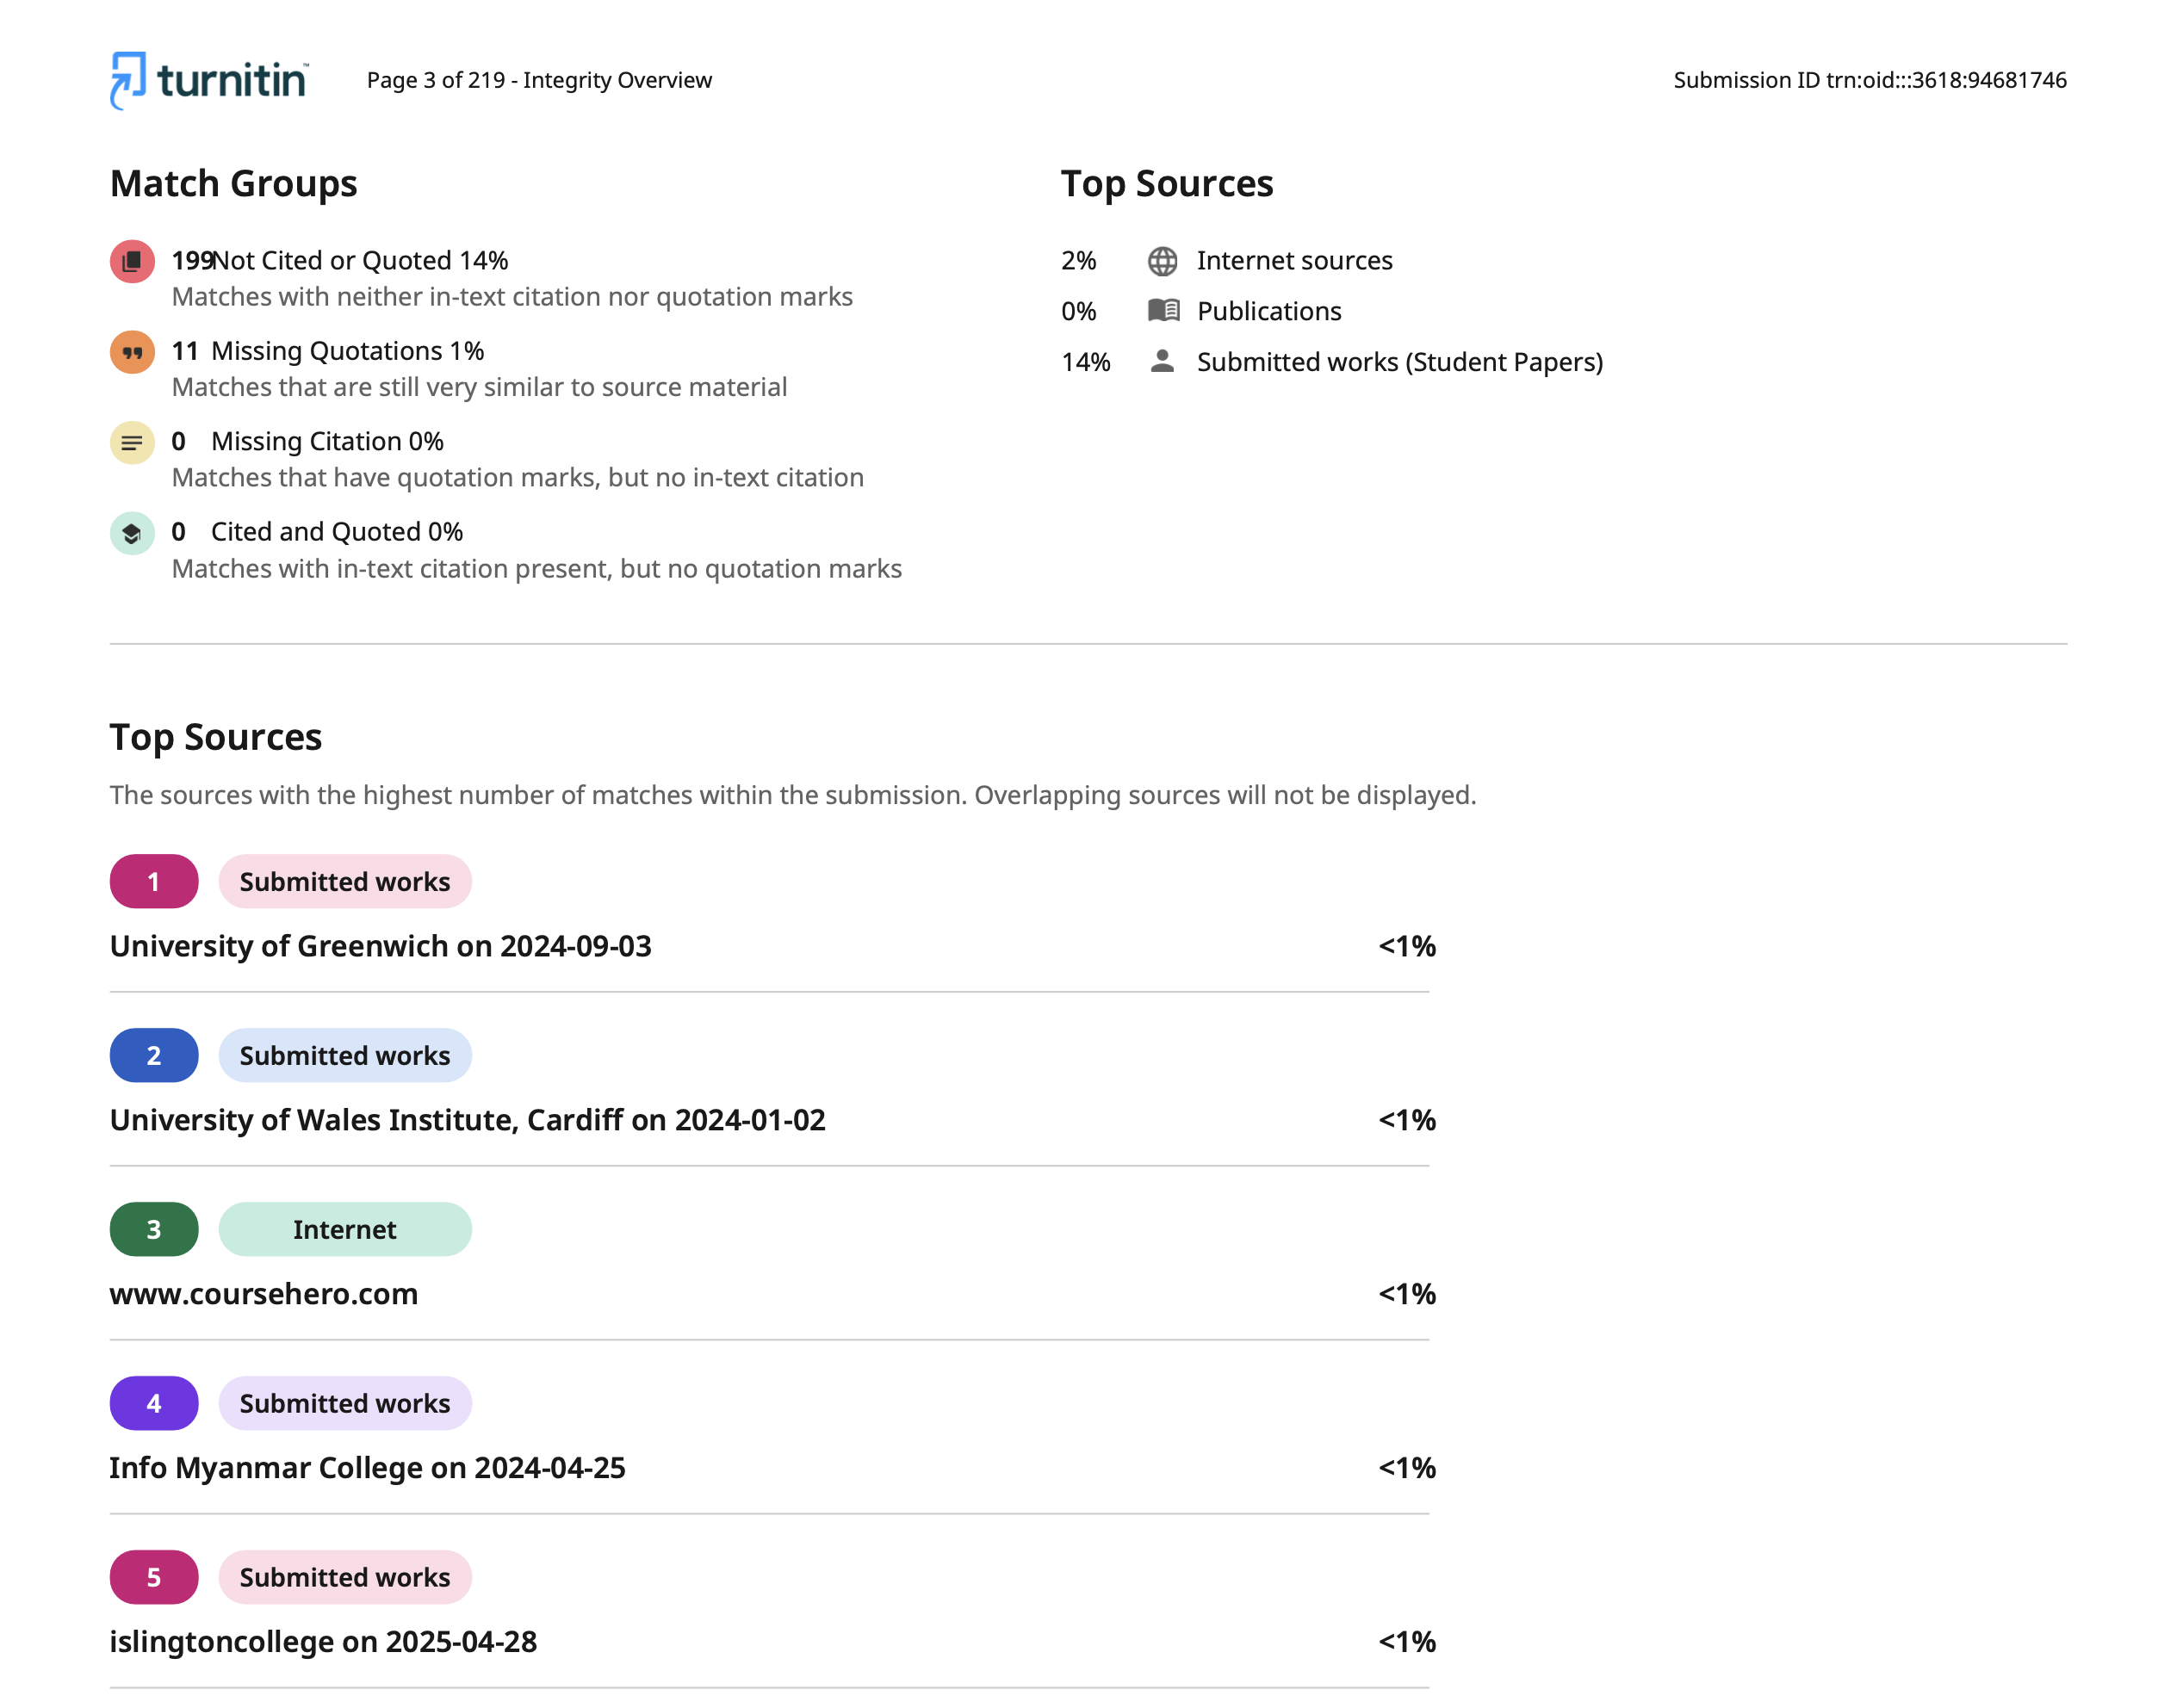 turnitin™ Page 3 of 219 - Integrity Overview Submission ID trn:oid:::3618:94681746
Match Groups
199 Not Cited or Quoted 14%
Matches with neither in-text citation nor quotation marks
11 Missing Quotations 1%
Matches that are still very similar to source material
0 Missing Citation 0%
Matches that have quotation marks, but no in-text citation
0 Cited and Quoted 0%
Matches with in-text citation present, but no quotation marks
Top Sources
2% Internet sources
0% Publications
14% Submitted works (Student Papers)
Top Sources
The sources with the highest number of matches within the submission. Overlapping sources will not be displayed.
1 Submitted works
University of Greenwich on 2024-09-03 <1%
2 Submitted works
University of Wales Institute, Cardiff on 2024-01-02 <1%
3 Internet
www.coursehero.com <1%
4 Submitted works
Info Myanmar College on 2024-04-25 <1%
5 Submitted works
islingtoncollege on 2025-04-28 <1%